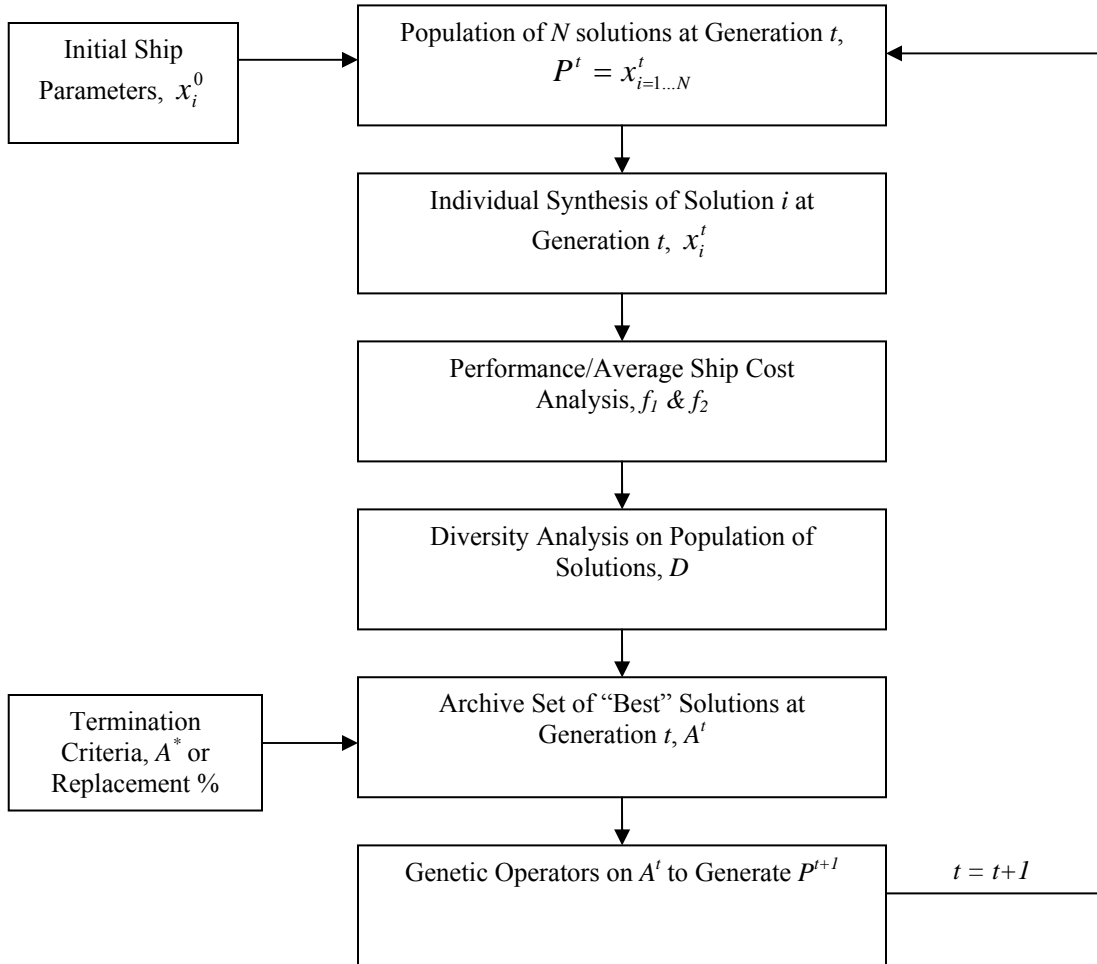 Initial Ship
Parameters, x_i^0
Population of N solutions at Generation t,
P^t = x_{i=1...N}^t
Individual Synthesis of Solution i at
Generation t, x_i^t
Performance/Average Ship Cost
Analysis, f_1 & f_2
Diversity Analysis on Population of
Solutions, D
Termination
Criteria, A^* or
Replacement %
Archive Set of “Best” Solutions at
Generation t, A^t
Genetic Operators on A^t to Generate P^{t+1}
t = t+1